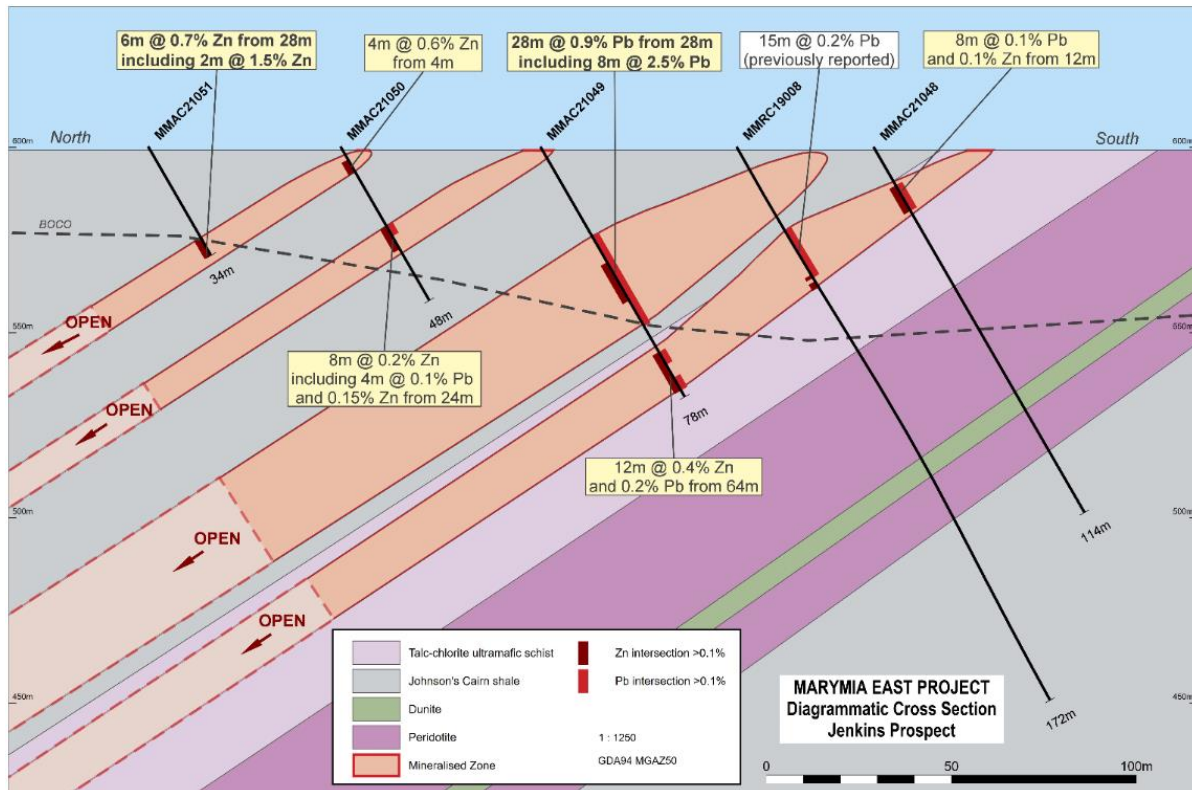 6m @ 0.7% Zn from 28m
including 2m @ 1.5% Zn
4m @ 0.6% Zn
from 4m
28m @ 0.9% Pb from 28m
including 8m @ 2.5% Pb
15m @ 0.2% Pb
(previously reported)
8m @ 0.1% Pb
and 0.1% Zn from 12m
MMAC21051
MMAC21050
MMAC21049
MMRC19008
MMAC21048
North
South
600m
600m
BOCO
34m
48m
550m
550m
OPEN
8m @ 0.2% Zn
including 4m @ 0.1% Pb
and 0.15% Zn from 24m
OPEN
78m
12m @ 0.4% Zn
and 0.2% Pb from 64m
500m
500m
114m
OPEN
OPEN
450m
450m
172m
Talc-chlorite ultramafic schist
Johnson's Cairn shale
Dunite
Peridotite
Mineralised Zone
Zn intersection >0.1%
Pb intersection >0.1%
1 : 1250
GDA94 MGAZ50
MARYMIA EAST PROJECT
Diagrammatic Cross Section
Jenkins Prospect
0 50 100m